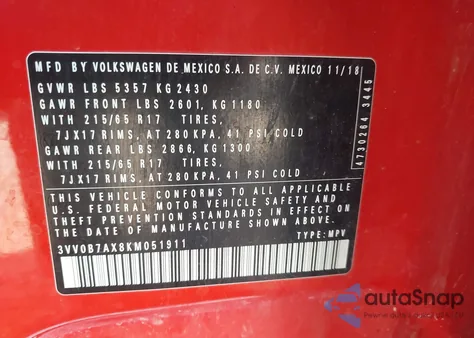 MFD BY VOLKSWAGEN DE MEXICO S.A. DE C.V. MEXICO 11/18
GVWR LBS 5357 KG 2430
GAWR FRONT LBS 2601, KG1180
WITH 215/65 R17 TIRES,
7JX17 RIMS, AT 280 KPA, 41 PSI COLD
GAWR REAR LBS 2866, KG1300
WITH 215/65 R17 TIRES,
7JX17 RIMS, AT 280 KPA, 41 PSI COLD
THIS VEHICLE CONFORMS TO ALL APPLICABLE
U.S. FEDERAL MOTOR VEHICLE SAFETY AND
THEFT PREVENTION STANDARDS IN EFFECT ON
THE DATE OF MANUFACTURE SHOWN ABOVE.
3VV0B7AX8KM051911 TYPE: MPV
4730264 3445
autoSnap